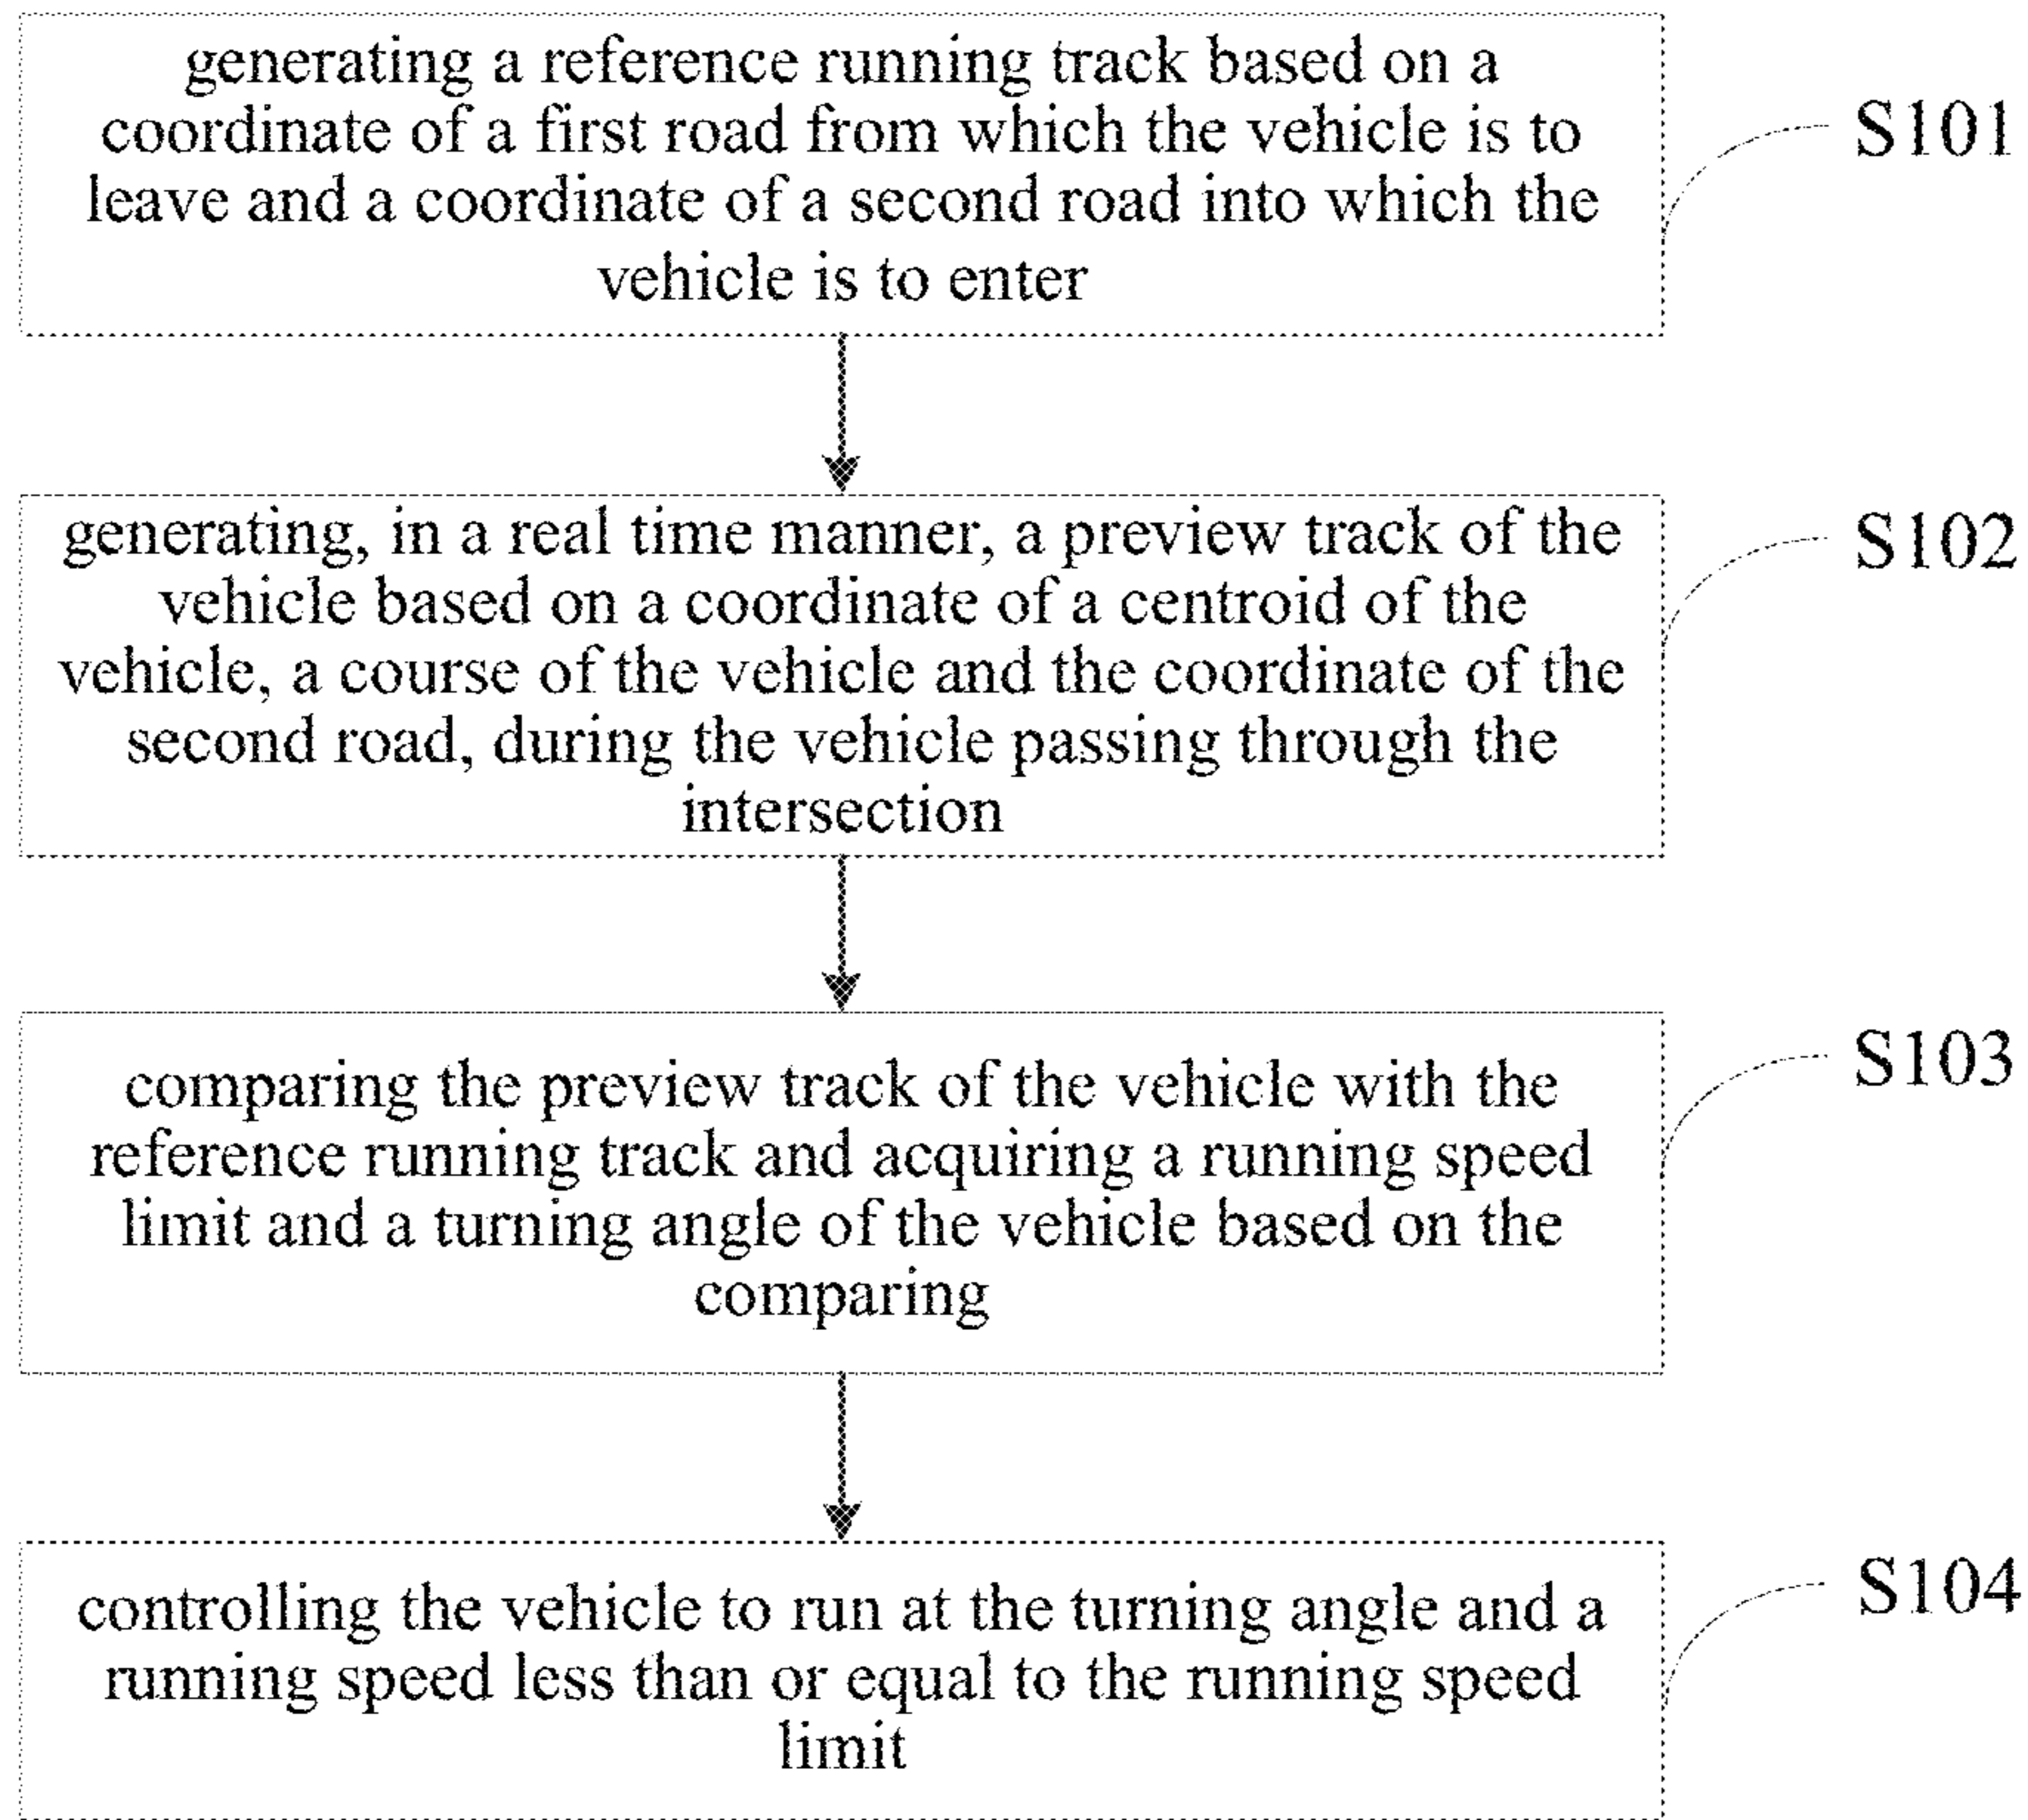 generating a reference running track based on a
coordinate of a first road from which the vehicle is to
leave and a coordinate of a second road into which the
vehicle is to enter
S101
generating, in a real time manner, a preview track of the
vehicle based on a coordinate of a centroid of the
vehicle, a course of the vehicle and the coordinate of the
second road, during the vehicle passing through the
intersection
S102
comparing the preview track of the vehicle with the
reference running track and acquiring a running speed
limit and a turning angle of the vehicle based on the
comparing
S103
controlling the vehicle to run at the turning angle and a
running speed less than or equal to the running speed
limit
S104